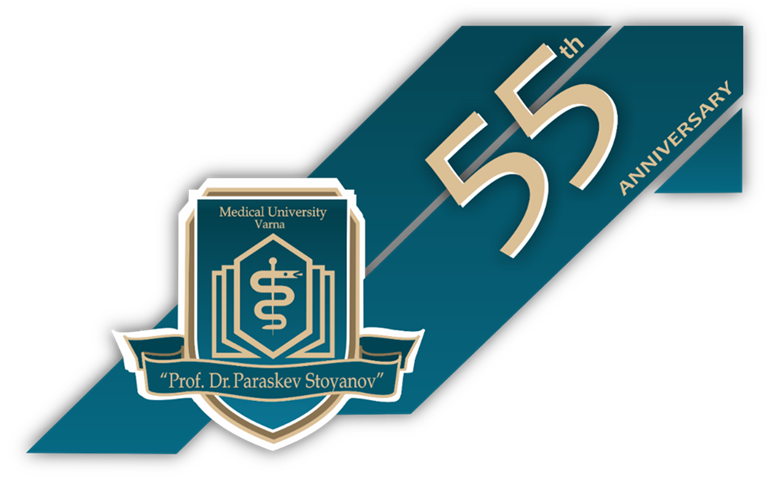 55th
ANNIVERSARY
Medical University
Varna
“Prof. Dr. Paraskev Stoyanov”